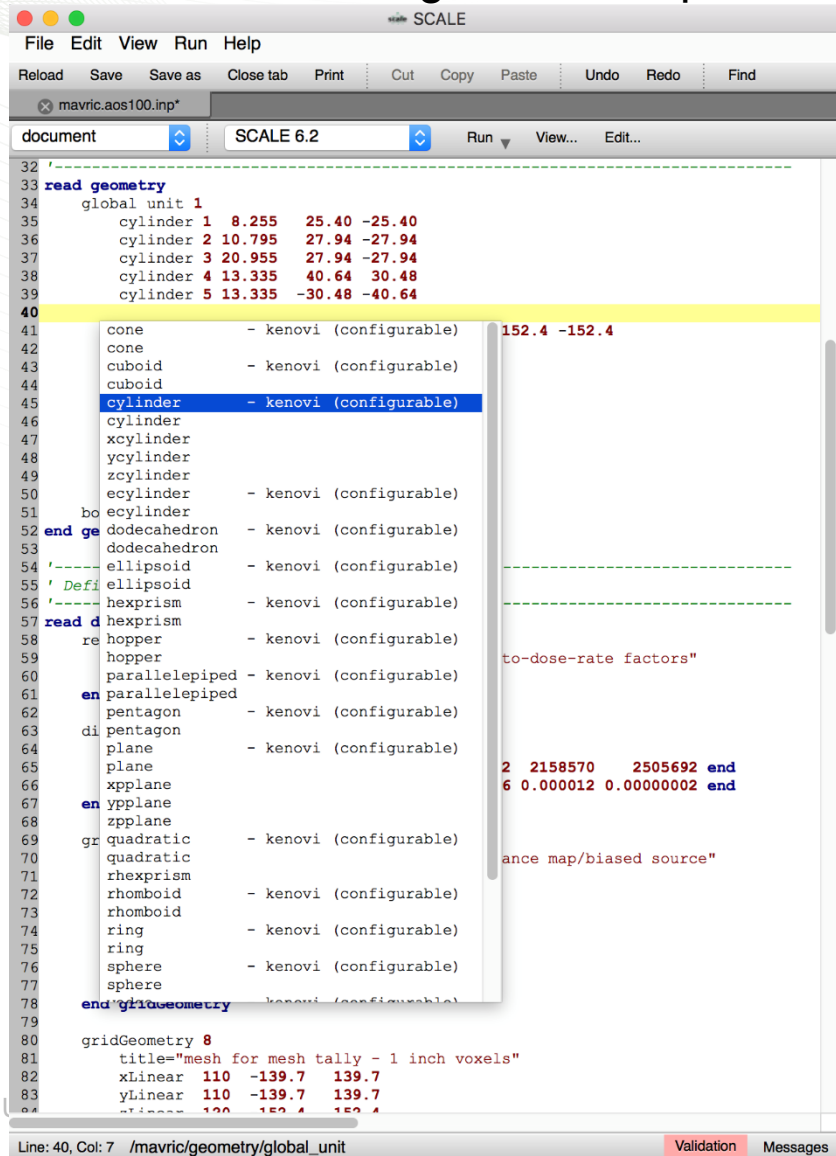 SCALE
File Edit View Run Help
Reload Save Save as Close tab Print Cut Copy Paste Undo Redo Find
mavric.aos100.inp*
document SCALE 6.2 Run View... Edit...
32 '-------------------------------------------------------------------------------
33 read geometry
34 global unit 1
35 cylinder 1 8.255 25.40 -25.40
36 cylinder 2 10.795 27.94 -27.94
37 cylinder 3 20.955 27.94 -27.94
38 cylinder 4 13.335 40.64 30.48
39 cylinder 5 13.335 -30.48 -40.64
40
41 cone - kenovi (configurable) 152.4 -152.4
42 cone
43 cuboid - kenovi (configurable)
44 cuboid
45 cylinder - kenovi (configurable)
46 cylinder
47 xcylinder
48 ycylinder
49 zcylinder
50 ecylinder - kenovi (configurable)
51 bo ecylinder
52 end ge dodecahedron - kenovi (configurable)
53 dodecahedron
54 '---- ellipsoid - kenovi (configurable) -------------------------------
55 ' Defi ellipsoid
56 '---- hexprism - kenovi (configurable) -------------------------------
57 read d hexprism
58 re hopper - kenovi (configurable)
59 hopper to-dose-rate factors"
60 parallelepiped - kenovi (configurable)
61 en parallelepiped
62 pentagon - kenovi (configurable)
63 di pentagon
64 plane - kenovi (configurable)
65 plane 2 2158570 2505692 end
66 xpplane 6 0.000012 0.00000002 end
67 en ypplane
68 zpplane
69 gr quadratic - kenovi (configurable)
70 quadratic ance map/biased source"
71 rhexprism
72 rhomboid - kenovi (configurable)
73 rhomboid
74 ring - kenovi (configurable)
75 ring
76 sphere - kenovi (configurable)
77 sphere
78 end gridGeometry kenovi (configurable)
79
80 gridGeometry 8
81 title="mesh for mesh tally - 1 inch voxels"
82 xLinear 110 -139.7 139.7
83 yLinear 110 -139.7 139.7
84 zLinear 120 -152.4 152.4
Line: 40, Col: 7 /mavric/geometry/global_unit Validation Messages